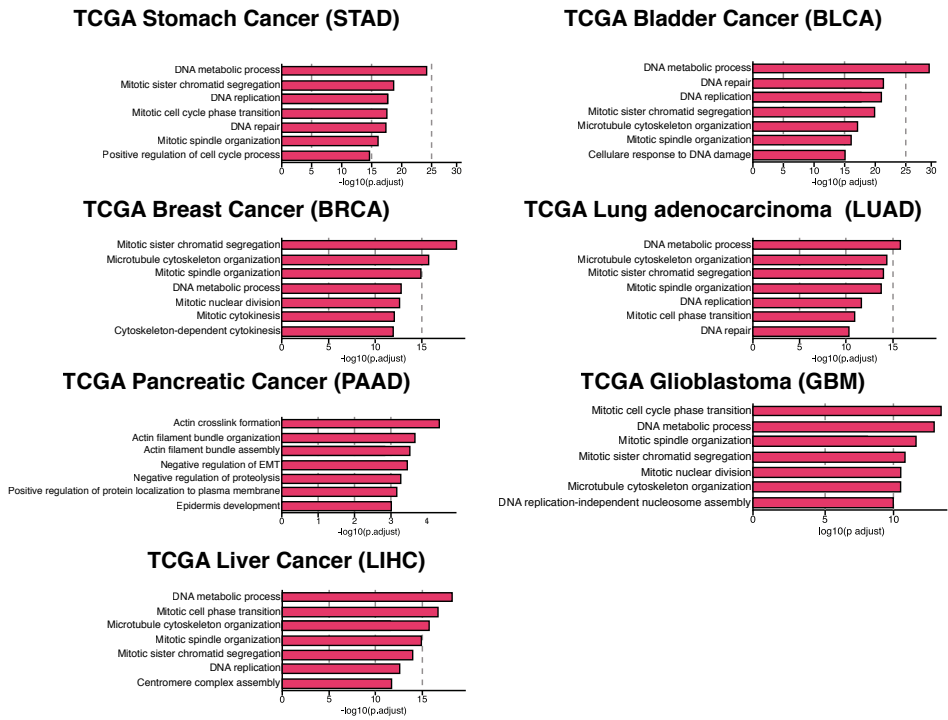 TCGA Stomach Cancer (STAD)
DNA metabolic process
Mitotic sister chromatid segregation
DNA replication
Mitotic cell cycle phase transition
DNA repair
Mitotic spindle organization
Positive regulation of cell cycle process
0 5 10 15 20 25 30
-log10(p.adjust)
TCGA Bladder Cancer (BLCA)
DNA metabolic process
DNA repair
DNA replication
Mitotic sister chromatid segregation
Microtubule cytoskeleton organization
Mitotic spindle organization
Cellulare response to DNA damage
0 5 10 15 20 25 30
-log10(p.adjust)
TCGA Breast Cancer (BRCA)
Mitotic sister chromatid segregation
Microtubule cytoskeleton organization
Mitotic spindle organization
DNA metabolic process
Mitotic nuclear division
Mitotic cytokinesis
Cytoskeleton-dependent cytokinesis
0 5 10 15
-log10(p.adjust)
TCGA Lung adenocarcinoma (LUAD)
DNA metabolic process
Microtubule cytoskeleton organization
Mitotic sister chromatid segregation
Mitotic spindle organization
DNA replication
Mitotic cell phase transition
DNA repair
0 5 10 15
-log10(p.adjust)
TCGA Pancreatic Cancer (PAAD)
Actin crosslink formation
Actin filament bundle organization
Actin filament bundle assembly
Negative regulation of EMT
Negative regulation of proteolysis
Positive regulation of protein localization to plasma membrane
Epidermis development
0 1 2 3 4
-log10(p.adjust)
TCGA Glioblastoma (GBM)
Mitotic cell cycle phase transition
DNA metabolic process
Mitotic spindle organization
Mitotic sister chromatid segregation
Mitotic nuclear division
Microtubule cytoskeleton organization
DNA replication-independent nucleosome assembly
0 5 10
log10(p adjust)
TCGA Liver Cancer (LIHC)
DNA metabolic process
Mitotic cell phase transition
Microtubule cytoskeleton organization
Mitotic spindle organization
Mitotic sister chromatid segregation
DNA replication
Centromere complex assembly
0 5 10 15
-log10(p.adjust)